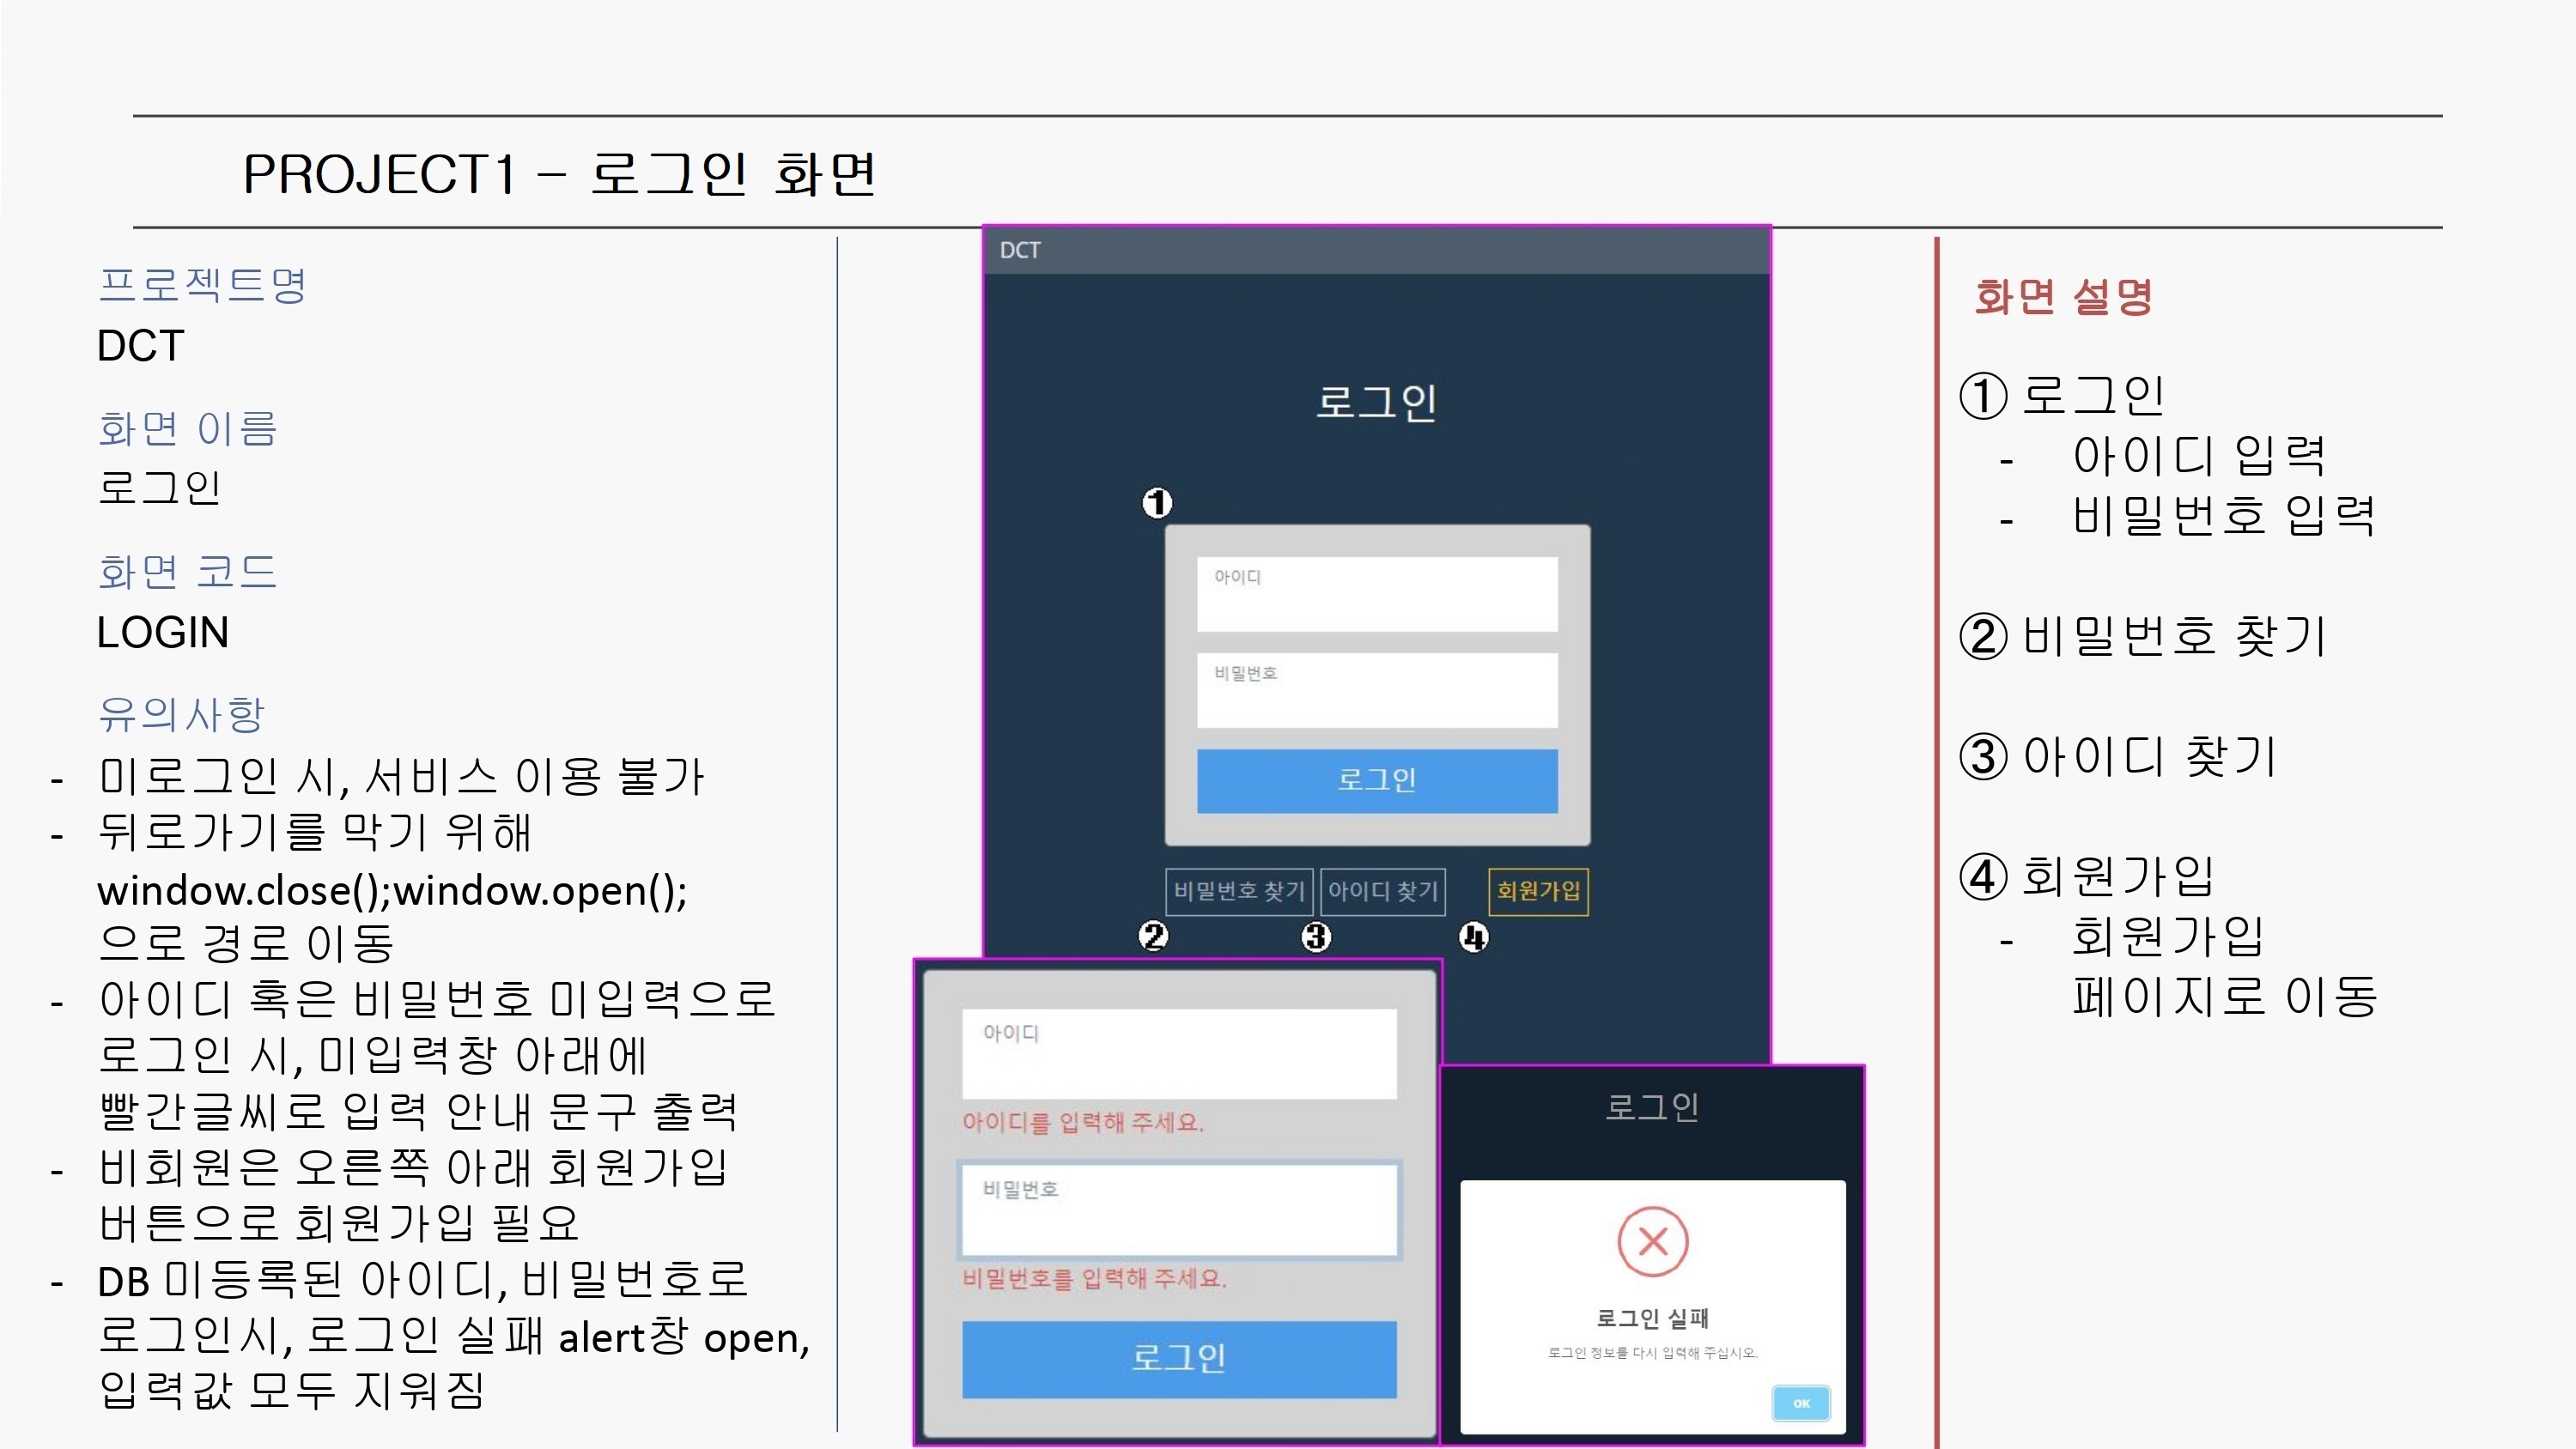 PROJECT1 – 로그인 화면
프로젝트명
DCT
화면 이름
로그인
화면 코드
LOGIN
유의사항
- 미로그인 시, 서비스 이용 불가
- 뒤로가기를 막기 위해
window.close();window.open();
으로 경로 이동
- 아이디 혹은 비밀번호 미입력으로
로그인 시, 미입력창 아래에
빨간글씨로 입력 안내 문구 출력
- 비회원은 오른쪽 아래 회원가입
버튼으로 회원가입 필요
- DB 미등록된 아이디, 비밀번호로
로그인시, 로그인 실패 alert창 open,
입력값 모두 지워짐
DCT
로그인
❶
아이디
비밀번호
로그인
비밀번호 찾기 아이디 찾기 회원가입
❷ ❸ ❹
아이디
아이디를 입력해 주세요.
비밀번호
비밀번호를 입력해 주세요.
로그인
로그인
로그인 실패
로그인 정보를 다시 입력해 주십시오.
OK
화면 설명
① 로그인
- 아이디 입력
- 비밀번호 입력
② 비밀번호 찾기
③ 아이디 찾기
④ 회원가입
- 회원가입
페이지로 이동